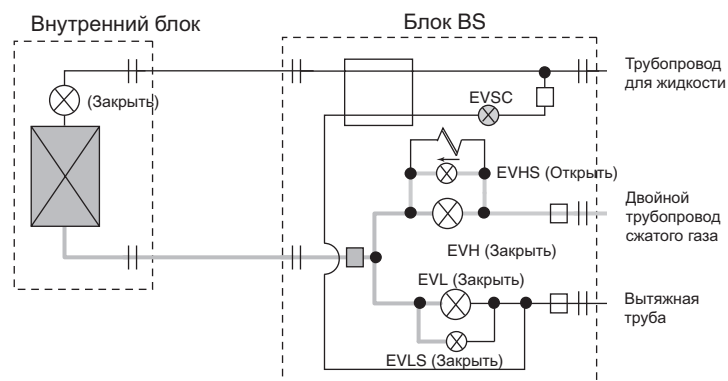 Внутренний блок
Блок BS
(Закрыть)
EVSC
Трубопровод
для жидкости
EVHS (Открыть)
EVH (Закрыть)
Двойной
трубопровод
сжатого газа
EVL (Закрыть)
EVLS (Закрыть)
Вытяжная
труба